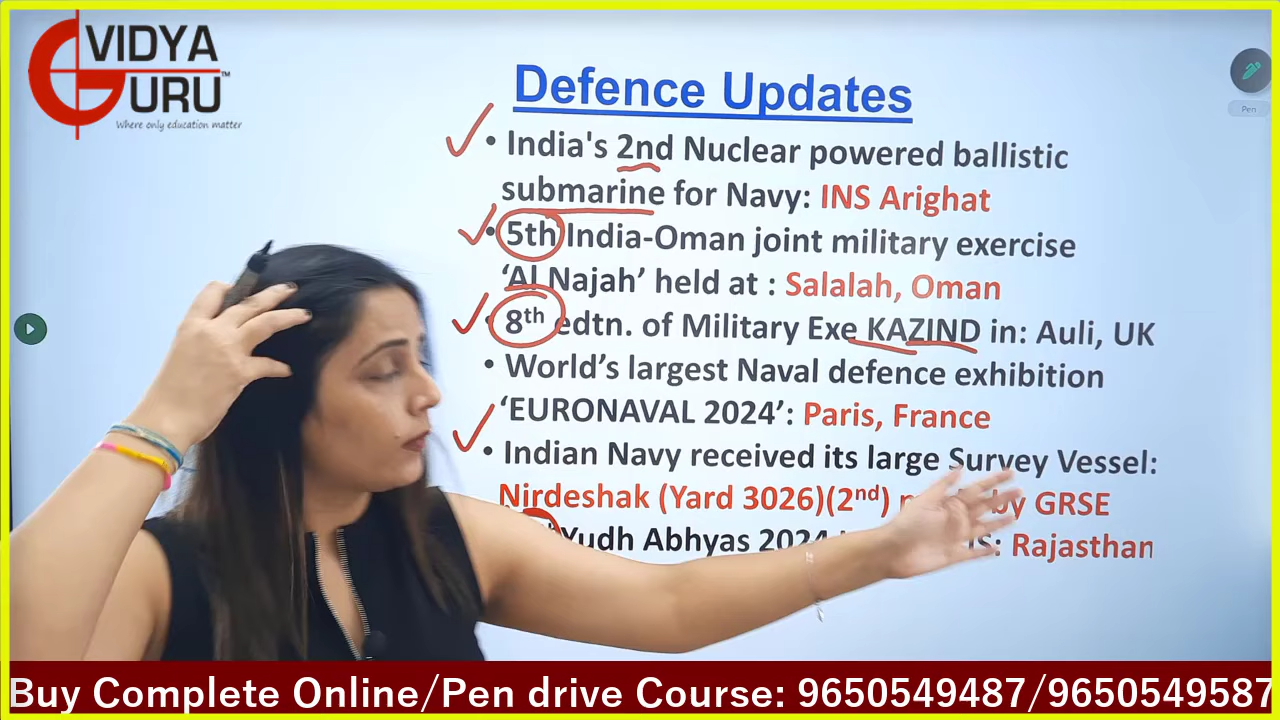 VIDYA
GURU™
Where only education matter
Pen
Defence Updates
• India's 2nd Nuclear powered ballistic
submarine for Navy: INS Arighat
• 5th India-Oman joint military exercise
‘Al Najah’ held at : Salalah, Oman
• 8th edtn. of Military Exe KAZIND in: Auli, UK
• World’s largest Naval defence exhibition
‘EURONAVAL 2024’: Paris, France
• Indian Navy received its large Survey Vessel:
Nirdeshak (Yard 3026)(2nd) by GRSE
Yudh Abhyas 2024 Rajasthan
Buy Complete Online/Pen drive Course: 9650549487/9650549587